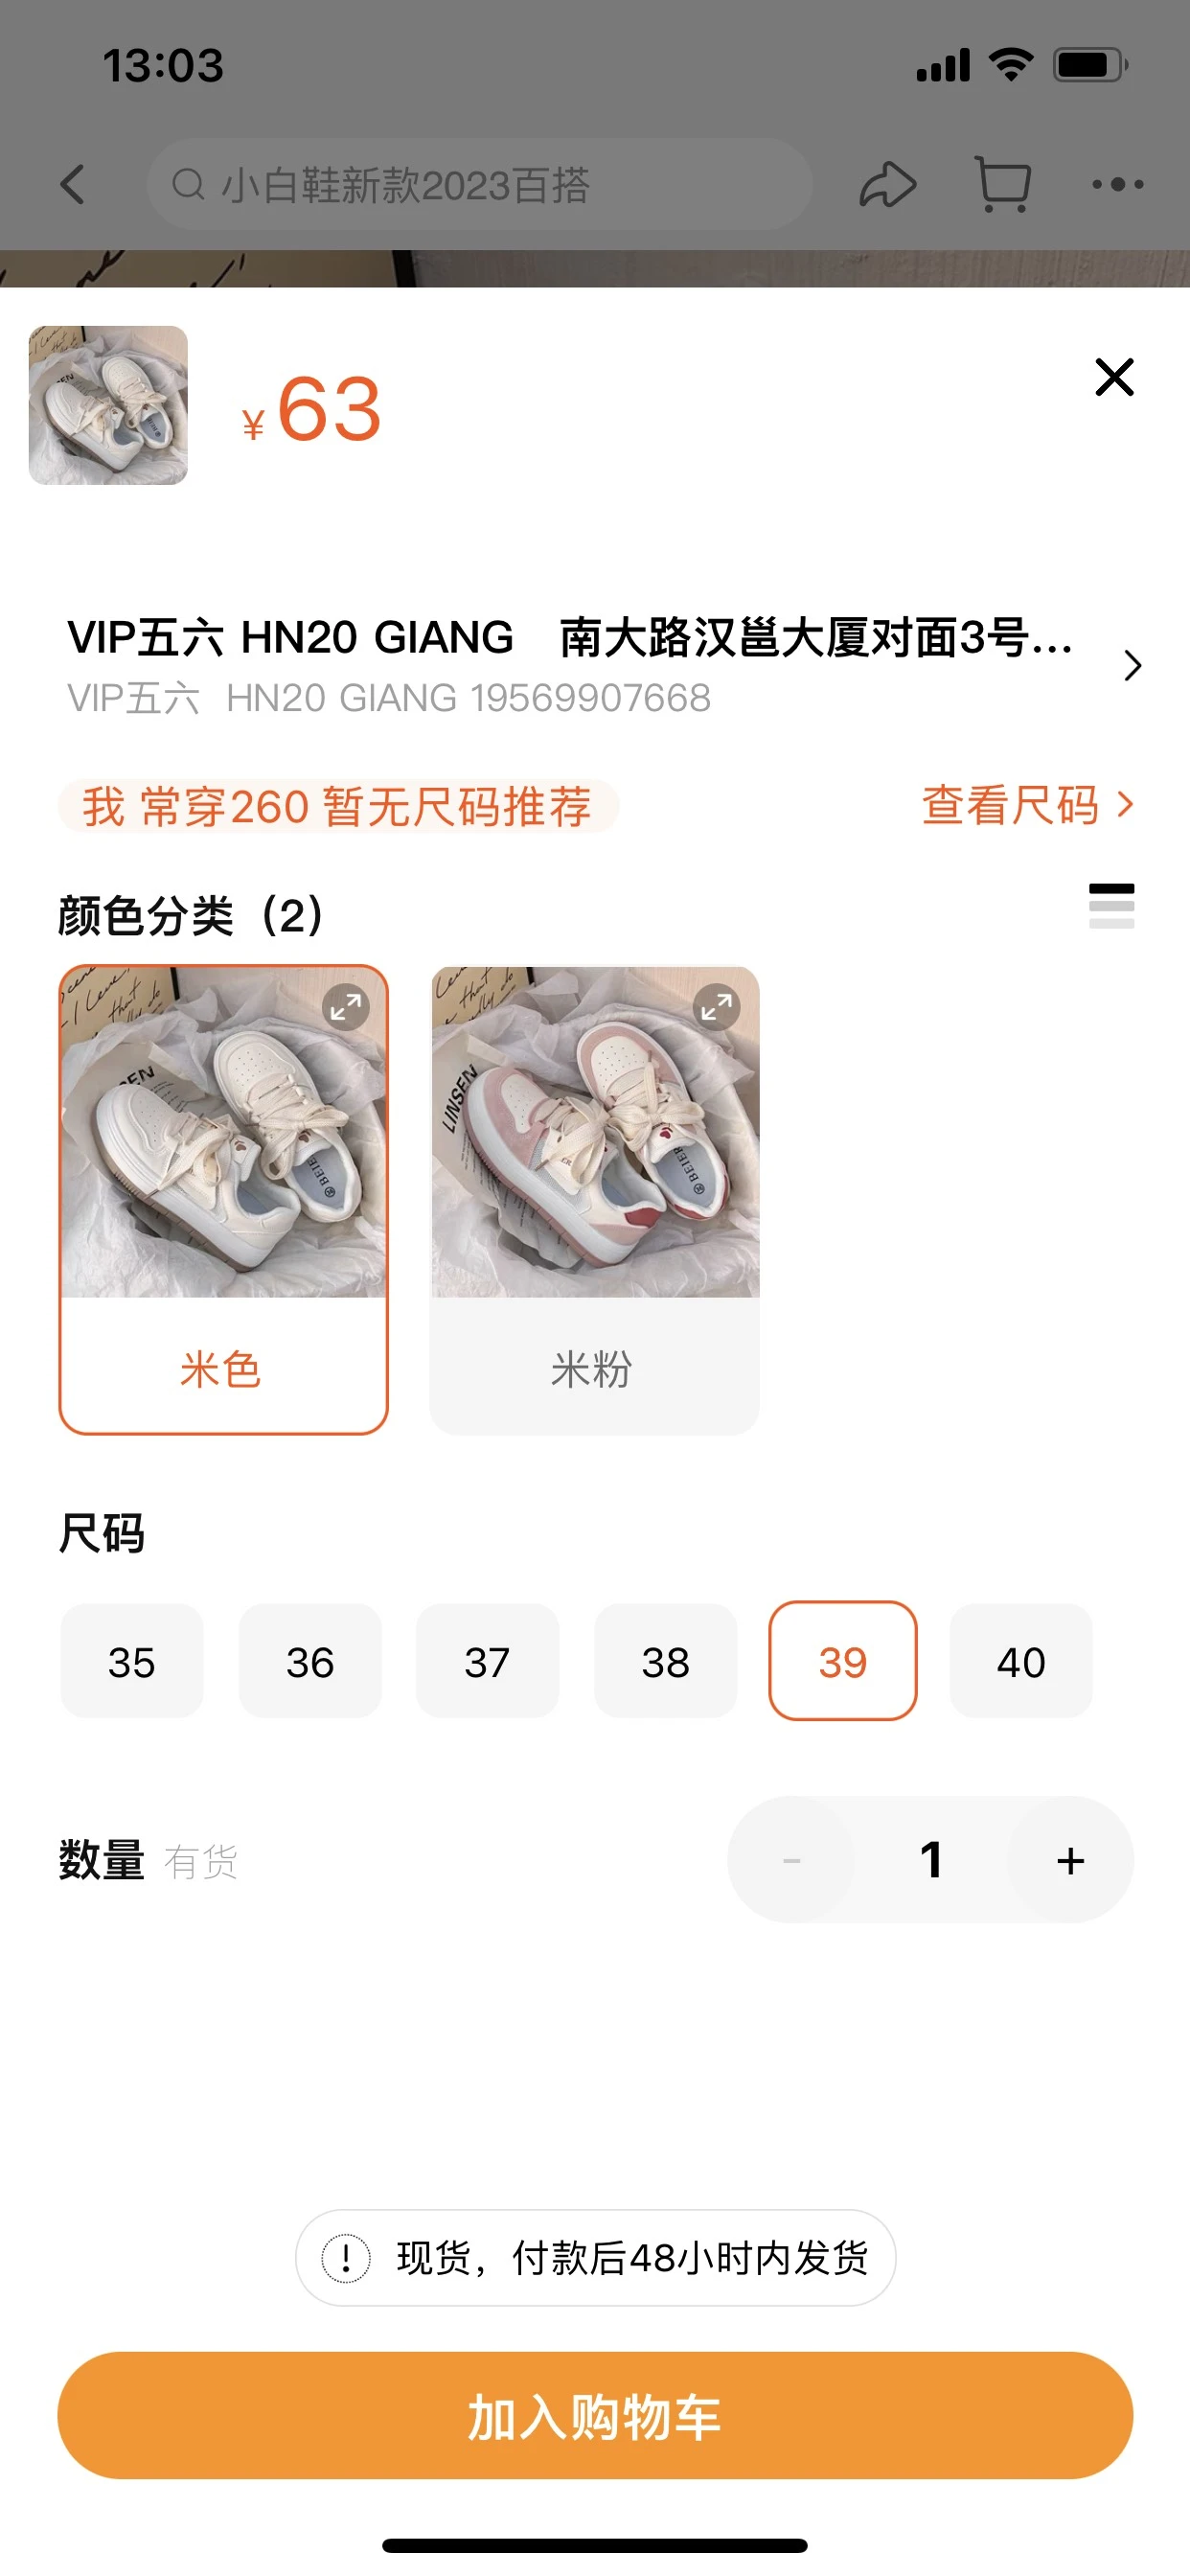 13:03
小白鞋新款2023百搭
¥63
VIP五六 HN20 GIANG 南大路汉邕大厦对面3号...
VIP五六 HN20 GIANG 19569907668
我 常穿260 暂无尺码推荐
查看尺码
颜色分类（2）
LINSEN
BEIER
米色
米粉
尺码
35 36 37 38 39 40
数量 有货
- 1 +
现货，付款后48小时内发货
加入购物车